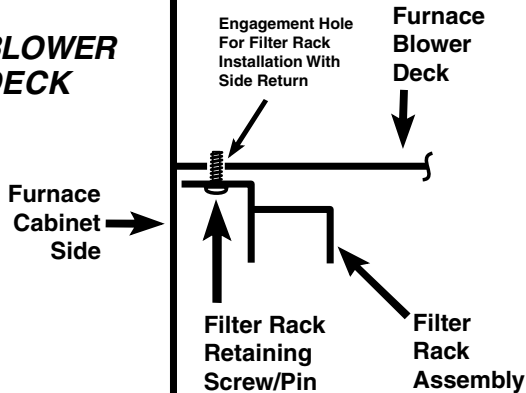 BLOWER
DECK
Engagement Hole
For Filter Rack
Installation With
Side Return
Furnace
Blower
Deck
Furnace
Cabinet
Side
Filter Rack
Retaining
Screw/Pin
Filter
Rack
Assembly